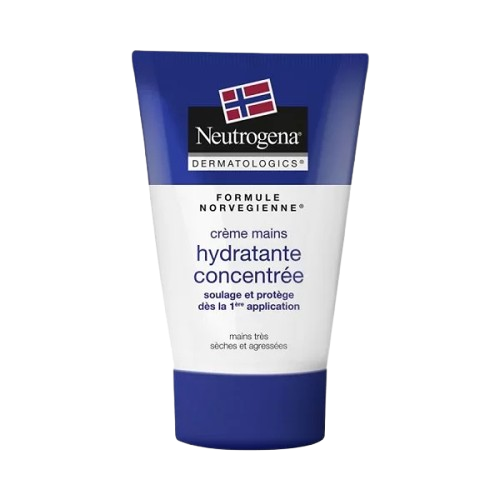 Neutrogena®
DERMATOLOGICS®
FORMULE
NORVEGIENNE®
crème mains
hydratante
concentrée
soulage et protège
dès la 1ère application
mains très
sèches et agressées